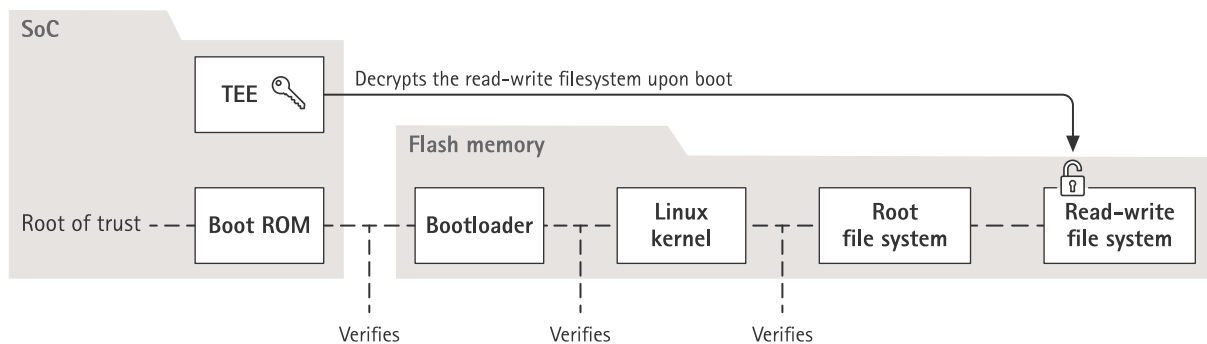 SoC
TEE
Decrypts the read-write filesystem upon boot
Flash memory
Root of trust
Boot ROM
Bootloader
Linux
kernel
Root
file system
Read-write
file system
Verifies
Verifies
Verifies